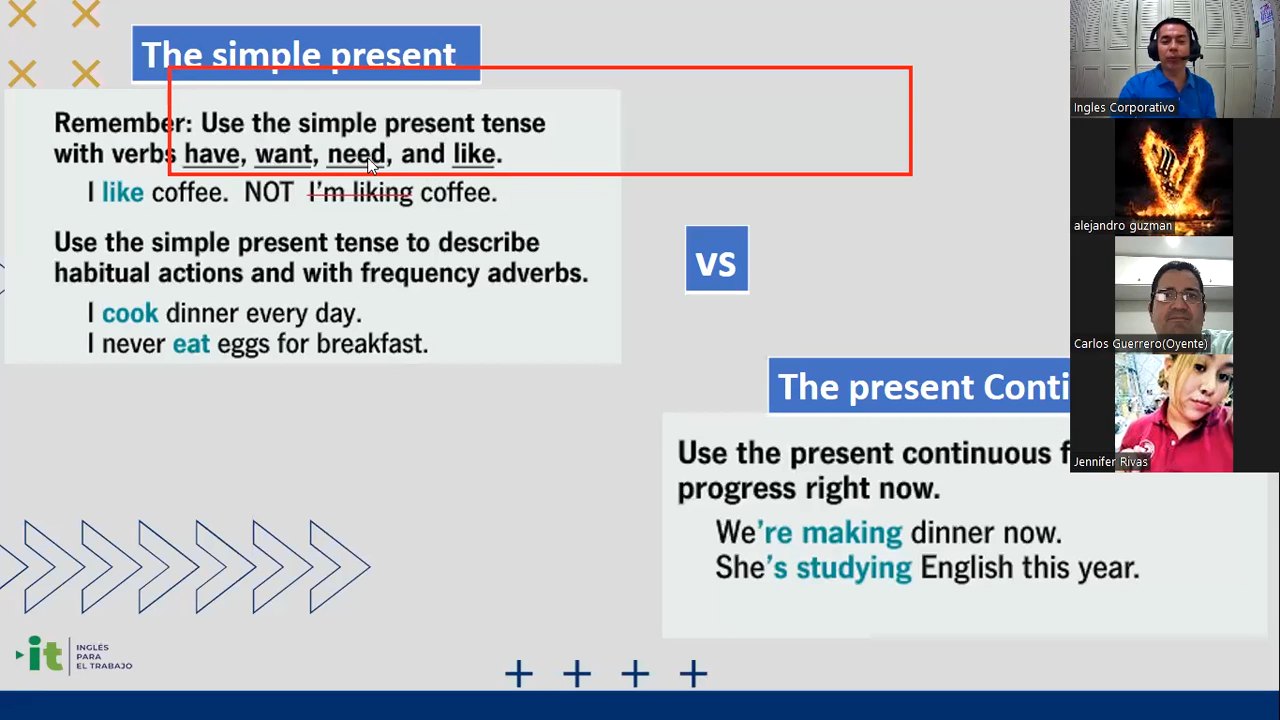 The simple present
Remember: Use the simple present tense
with verbs have, want, need, and like.
I like coffee. NOT I'm liking coffee.
Use the simple present tense to describe
habitual actions and with frequency adverbs.
I cook dinner every day.
I never eat eggs for breakfast.
vs
The present Conti
Use the present continuous f
progress right now.
We're making dinner now.
She's studying English this year.
it
INGLÉS
PARA
EL TRABAJO
Ingles Corporativo
alejandro guzman
Carlos Guerrero(Oyente)
Jennifer Rivas